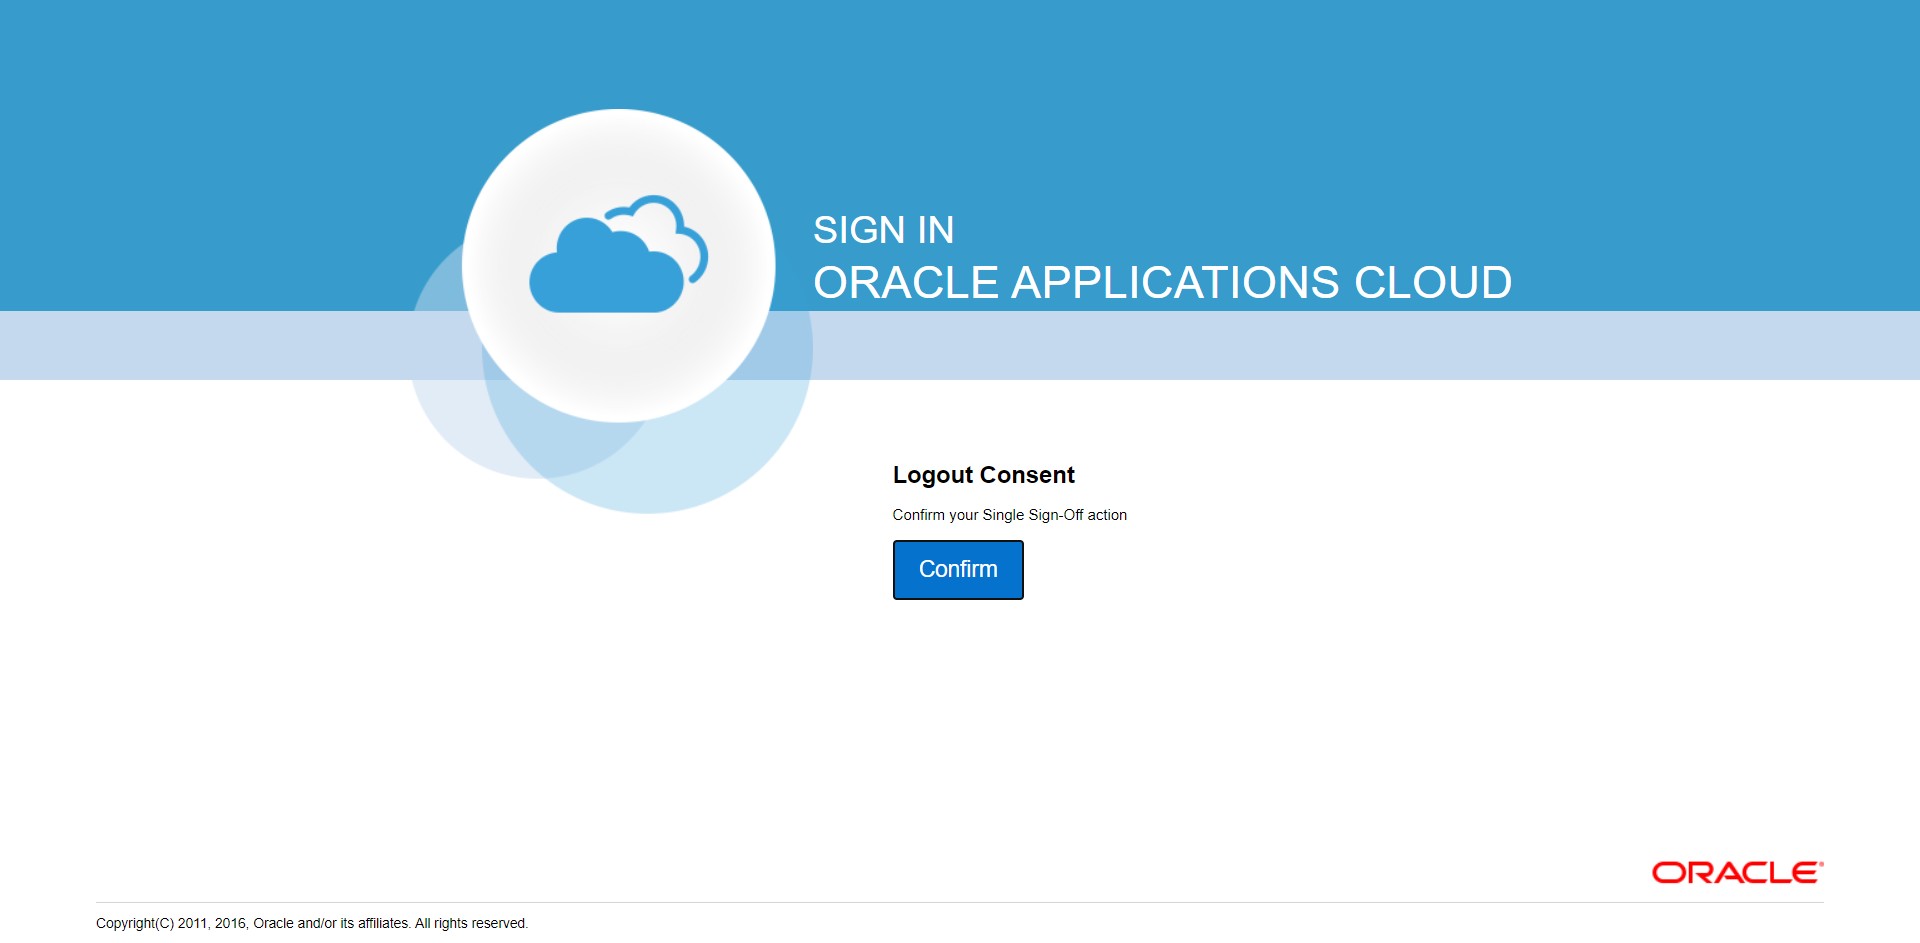 SIGN IN
ORACLE APPLICATIONS CLOUD
Logout Consent
Confirm your Single Sign-Off action
Confirm
ORACLE®
Copyright(C) 2011, 2016, Oracle and/or its affiliates. All rights reserved.